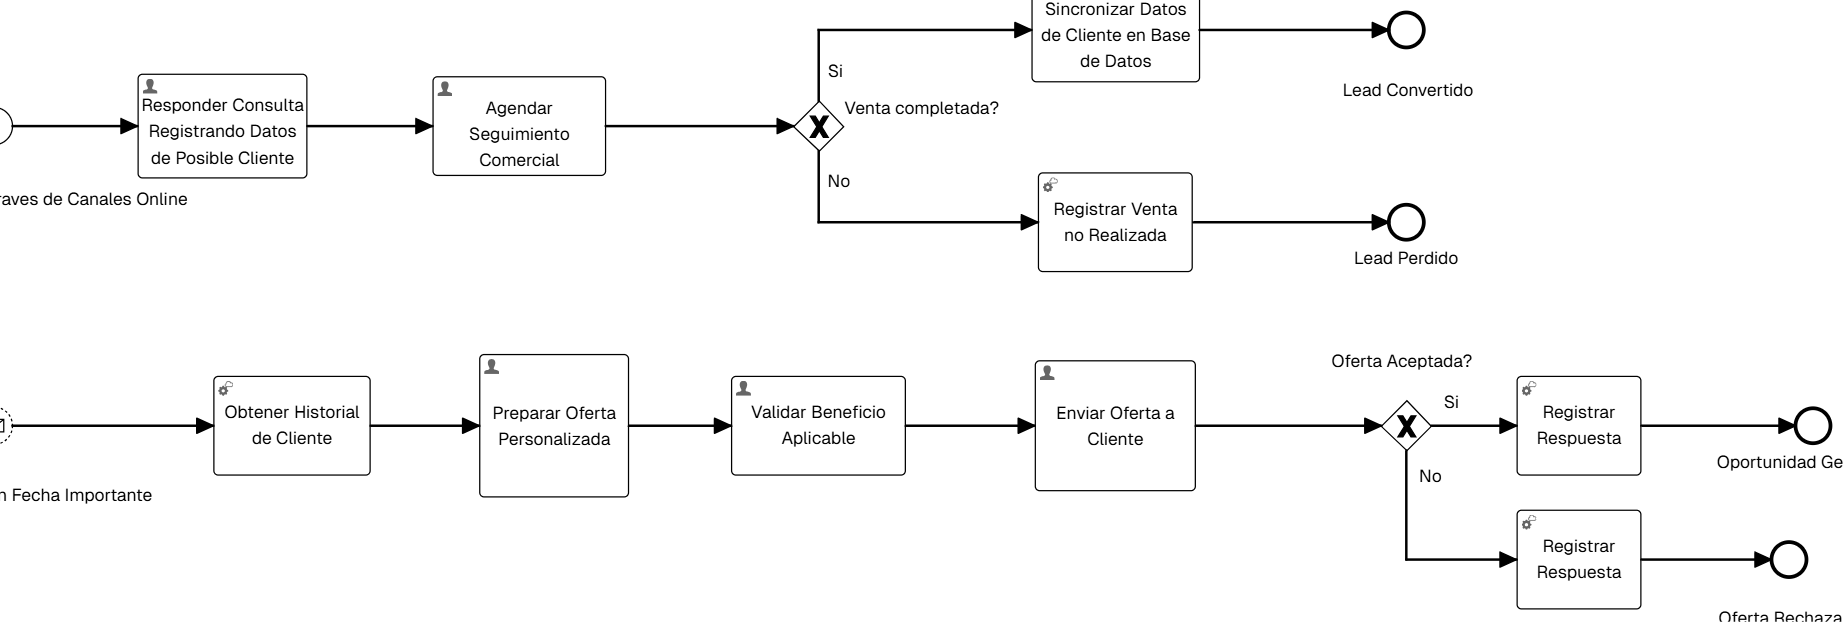 Sincronizar Datos
de Cliente en Base
de Datos
Si
Lead Convertido
Responder Consulta
Registrando Datos
de Posible Cliente
Agendar
Seguimiento
Comercial
Venta completada?
No
de Canales Online
Registrar Venta
no Realizada
Lead Perdido
Oferta Aceptada?
Obtener Historial
de Cliente
Preparar Oferta
Personalizada
Validar Beneficio
Aplicable
Enviar Oferta a
Cliente
Si
Registrar
Respuesta
Oportunidad
No
Fecha Importante
Registrar
Respuesta
Oferta